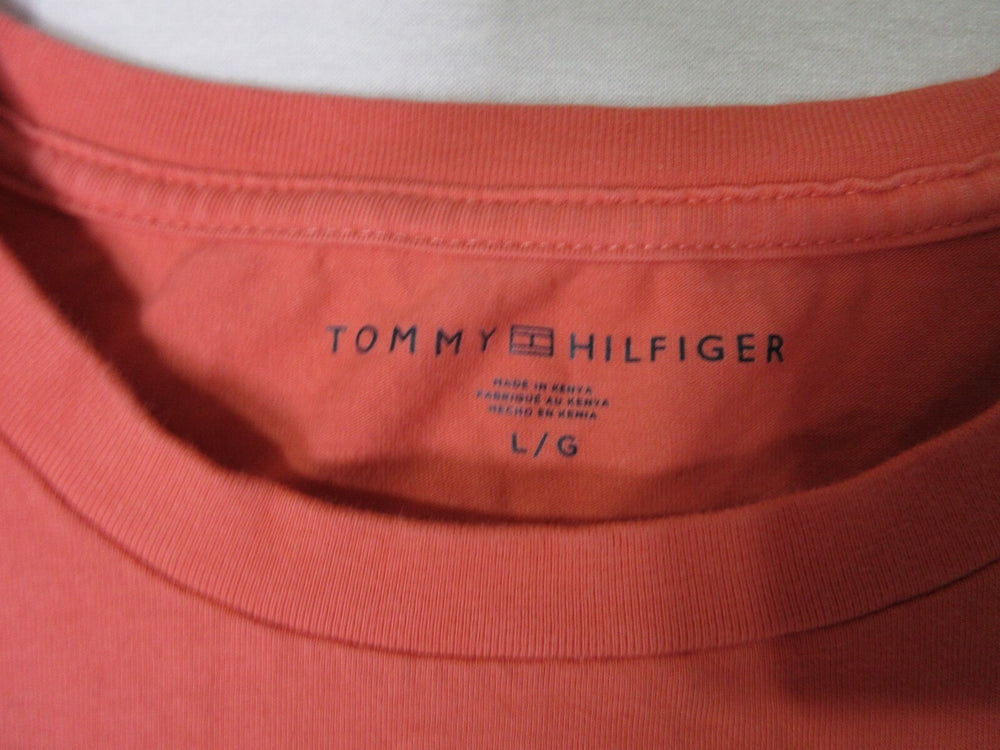 TOMMY HILFIGER
MADE IN KENYA
FABRIQUÉ AU KENYA
HECHO EN KENIA
L/G